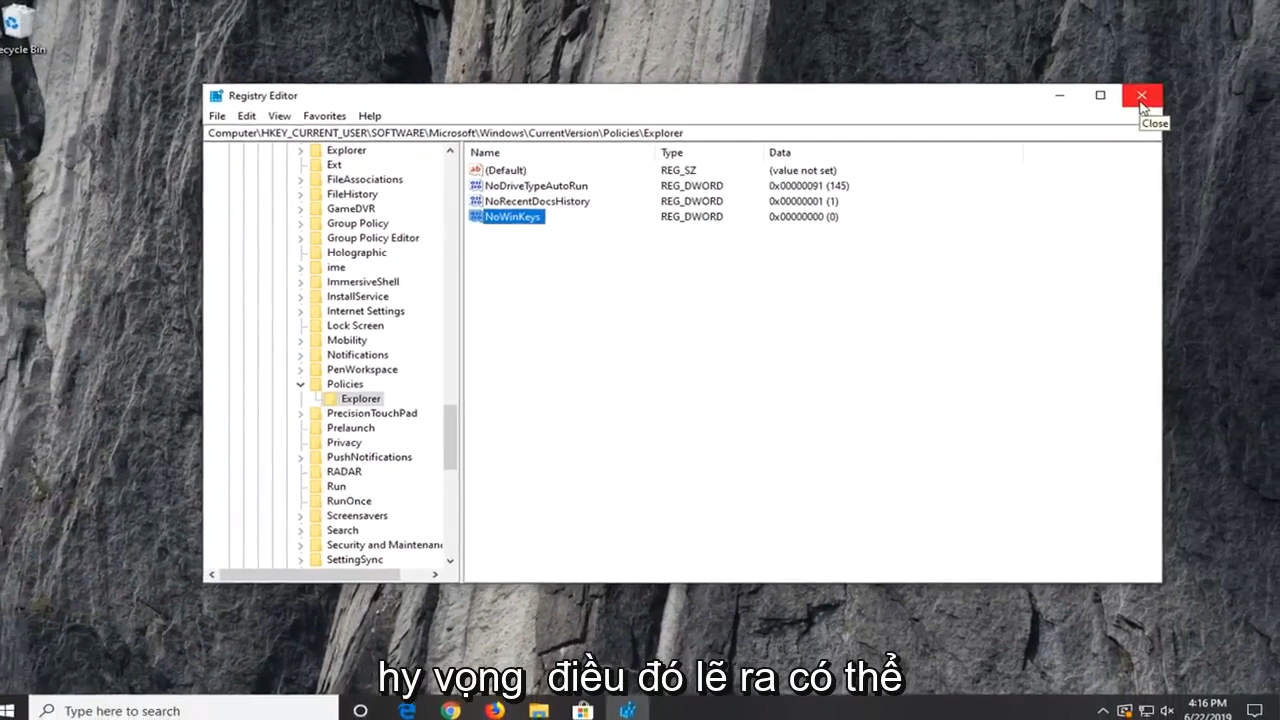 ecycle Bin
Registry Editor
Close
File Edit View Favorites Help
Computer\HKEY_CURRENT_USER\SOFTWARE\Microsoft\Windows\CurrentVersion\Policies\Explorer
Explorer
Ext
FileAssociations
FileHistory
GameDVR
Group Policy
Group Policy Editor
Holographic
ime
ImmersiveShell
InstallService
Internet Settings
Lock Screen
Mobility
Notifications
PenWorkspace
Policies
Explorer
PrecisionTouchPad
Prelaunch
Privacy
PushNotifications
RADAR
Run
RunOnce
Screensavers
Search
Security and Maintenan
SettingSync
Name Type Data
ab (Default) REG_SZ (value not set)
NoDriveTypeAutoRun REG_DWORD 0x00000091 (145)
NoRecentDocsHistory REG_DWORD 0x00000001 (1)
NoWinKeys REG_DWORD 0x00000000 (0)
hy vọng điều đó lẽ ra có thể
Type here to search
4:16 PM
6/22/2019